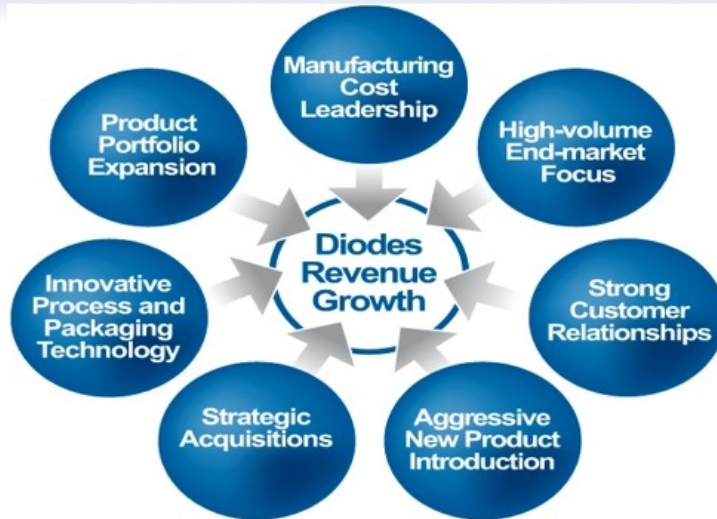 Manufacturing
Cost
Leadership
High-volume
End-market
Focus
Strong
Customer
Relationships
Aggressive
New Product
Introduction
Strategic
Acquisitions
Innovative
Process and
Packaging
Technology
Product
Portfolio
Expansion
Diodes
Revenue
Growth